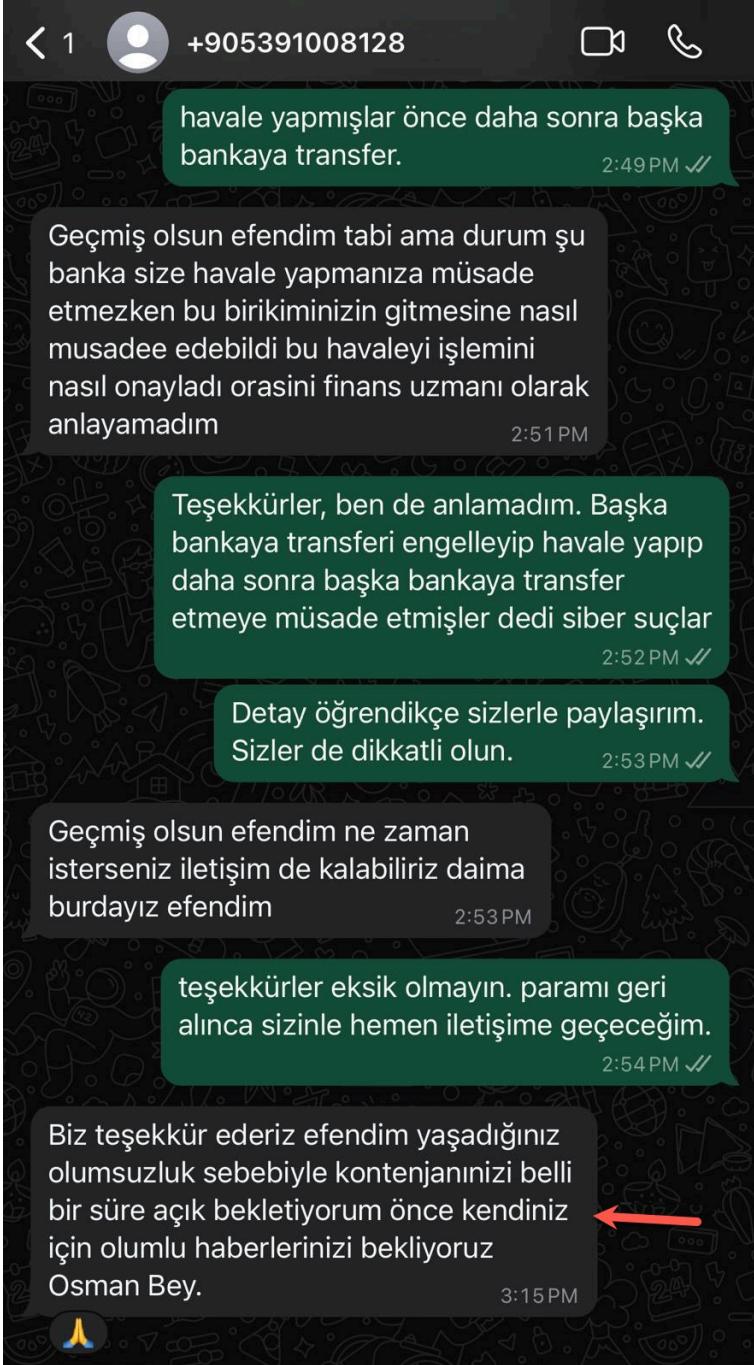 1
+905391008128
havale yapmışlar önce daha sonra başka
bankaya transfer.
2:49 PM
Geçmiş olsun efendim tabi ama durum şu
banka size havale yapmanıza müsade
etmezken bu birikiminizin gitmesine nasıl
musadee edebildi bu havaleyi işlemini
nasıl onayladı orasini finans uzmanı olarak
anlayamadım
2:51 PM
Teşekkürler, ben de anlamadım. Başka
bankaya transferi engelleyip havale yapıp
daha sonra başka bankaya transfer
etmeye müsade etmişler dedi siber suçlar
2:52 PM
Detay öğrendikçe sizlerle paylaşırım.
Sizler de dikkatli olun.
2:53 PM
Geçmiş olsun efendim ne zaman
isterseniz iletişim de kalabiliriz daima
burdayız efendim
2:53 PM
teşekkürler eksik olmayın. paramı geri
alınca sizinle hemen iletişime geçeceğim.
2:54 PM
Biz teşekkür ederiz efendim yaşadığınız
olumsuzluk sebebiyle kontenjanınizi belli
bir süre açık bekletiyorum önce kendiniz
için olumlu haberlerinizi bekliyoruz
Osman Bey.
3:15 PM